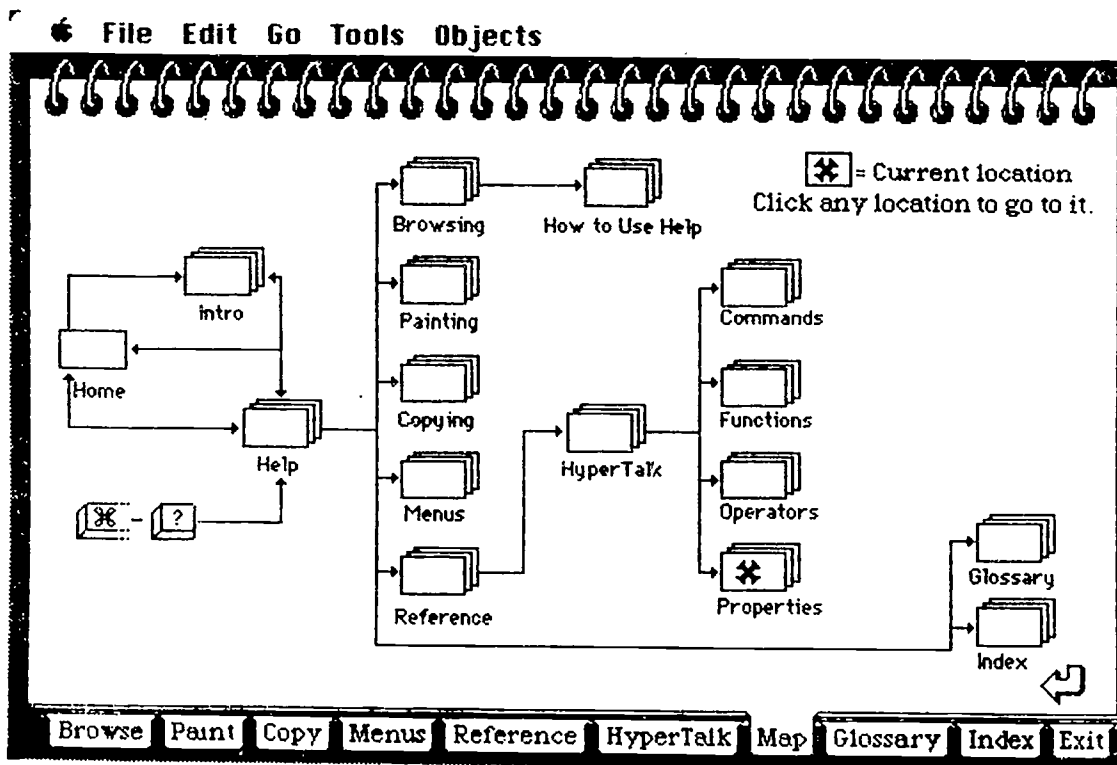 File Edit Go Tools Objects
= Current location
Click any location to go to it.
Browsing
How to Use Help
Intro
Painting
Commands
Home
Copying
Functions
Help
HyperTalk
⌘ - ?
Menus
Operators
Glossary
Reference
Properties
Index
Browse Paint Copy Menus Reference HyperTalk Map Glossary Index Exit